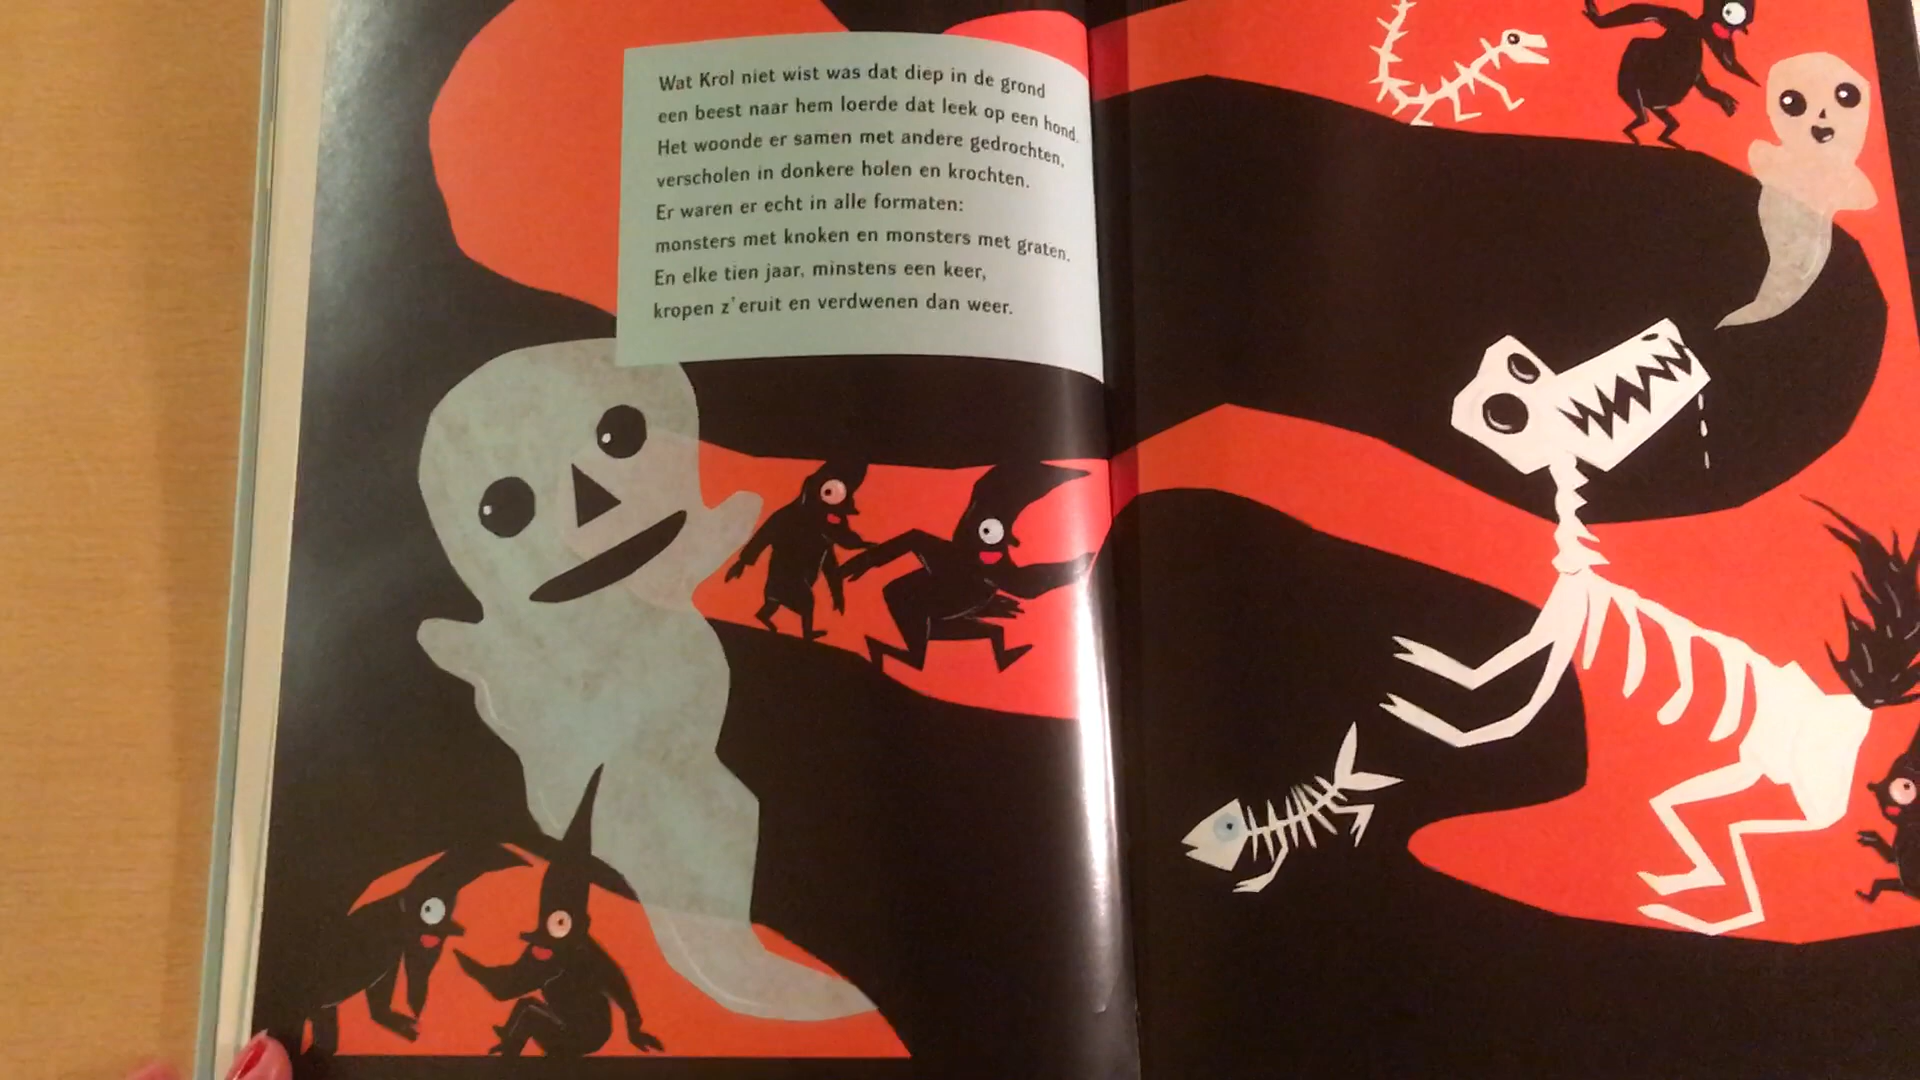 Wat Krol niet wist was dat diep in de grond
een beest naar hem loerde dat leek op een hond.
Het woonde er samen met andere gedrochten,
verscholen in donkere holen en krochten.
Er waren er echt in alle formaten:
monsters met knoken en monsters met graten.
En elke tien jaar, minstens een keer,
kropen z'eruit en verdwenen dan weer.